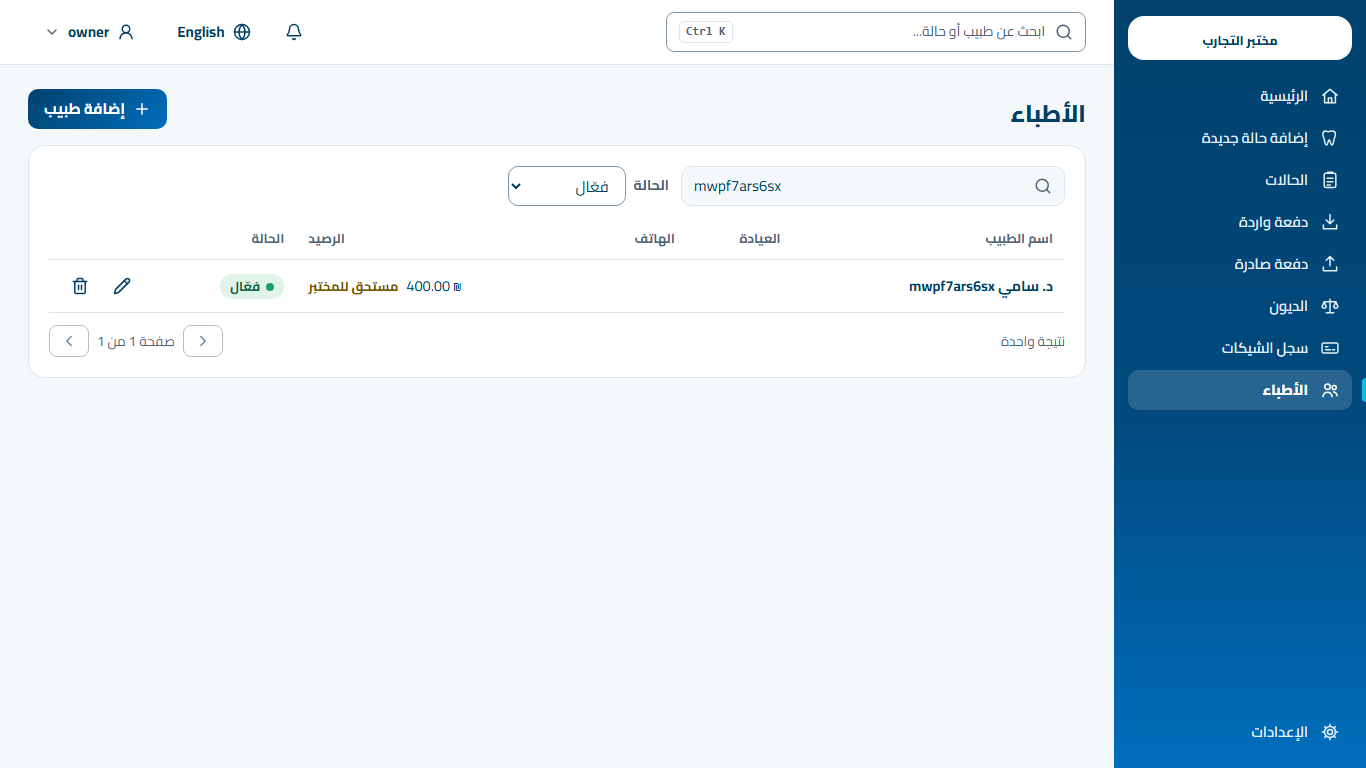 مختبر التجارب
الرئيسية
إضافة حالة جديدة
الحالات
دفعة واردة
دفعة صادرة
الديون
سجل الشيكات
الأطباء
الإعدادات
ابحث عن طبيب أو حالة...
Ctrl K
English
owner
الأطباء
إضافة طبيب
mwpf7ars6sx
الحالة
فعّال
اسم الطبيب
العيادة
الهاتف
الرصيد
الحالة
د. سامي mwpf7ars6sx
₪ 400.00
مستحق للمختبر
فعّال
نتيجة واحدة
صفحة 1 من 1